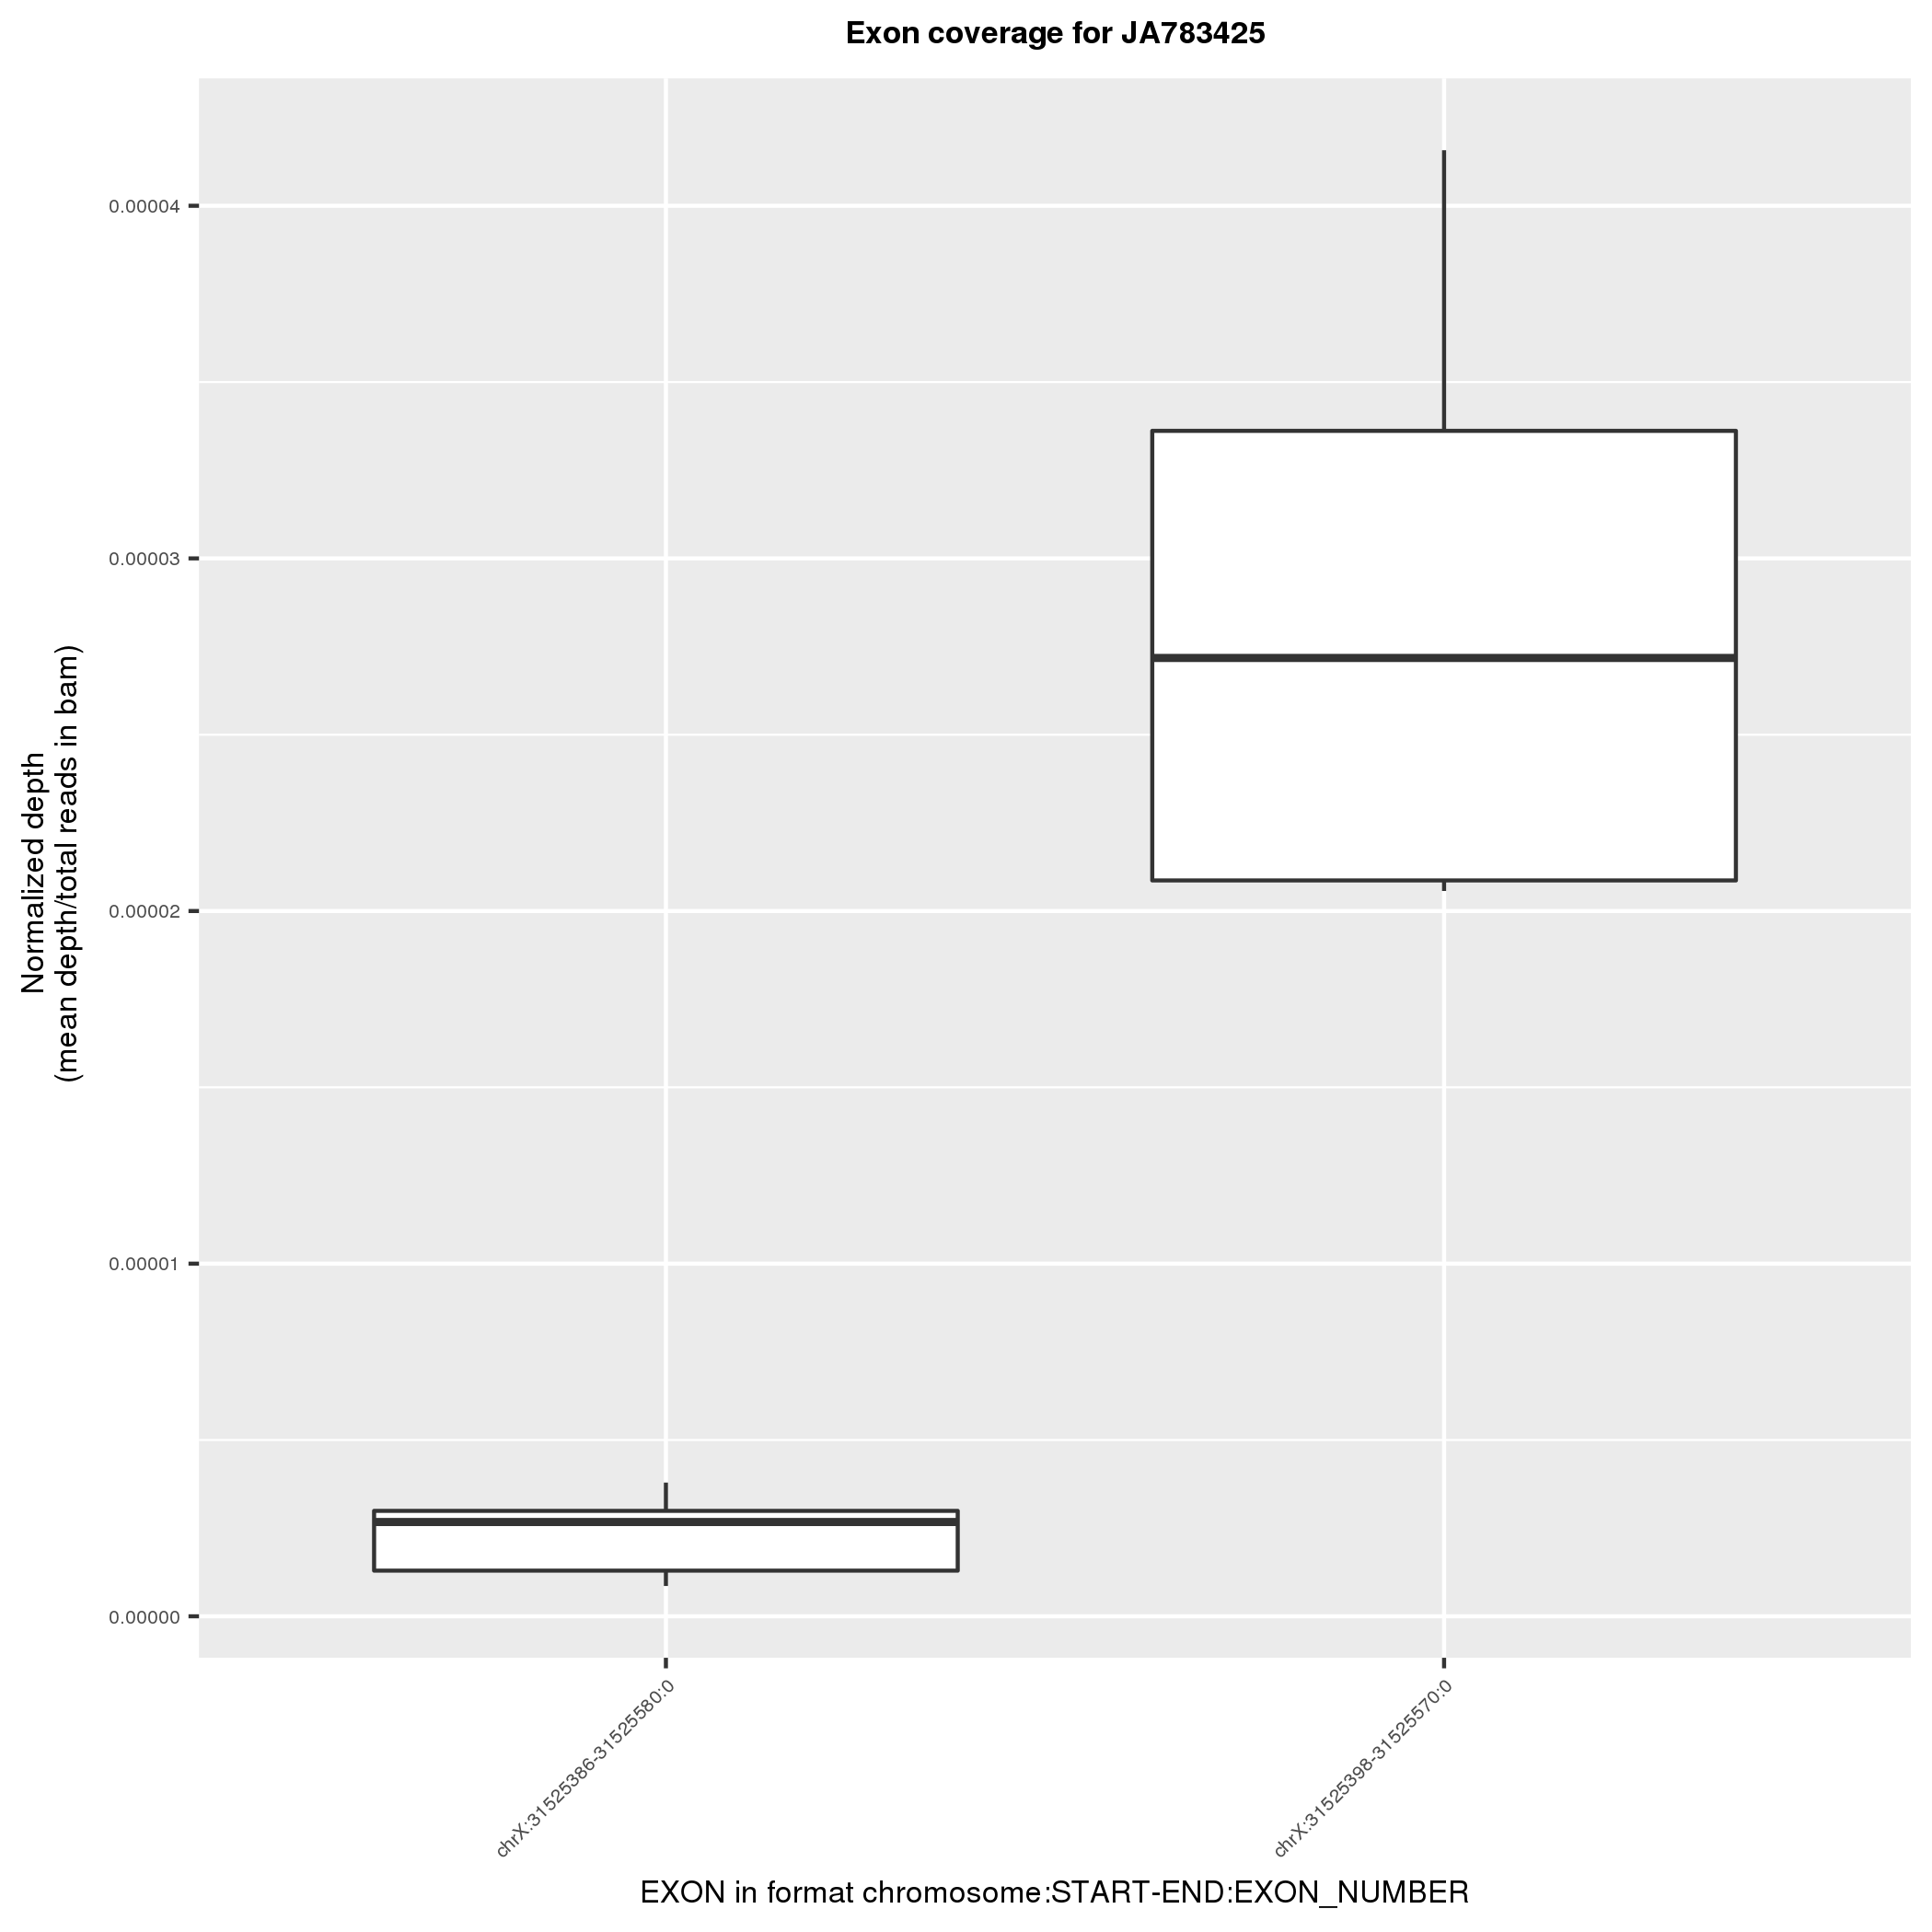 Exon coverage for JA783425
Normalized depth
(mean depth/total reads in bam)
0.00004
0.00003
0.00002
0.00001
0.00000
chrX:31525386-31525580:0
chrX:31525398-31525570:0
EXON in format chromosome:START-END:EXON_NUMBER